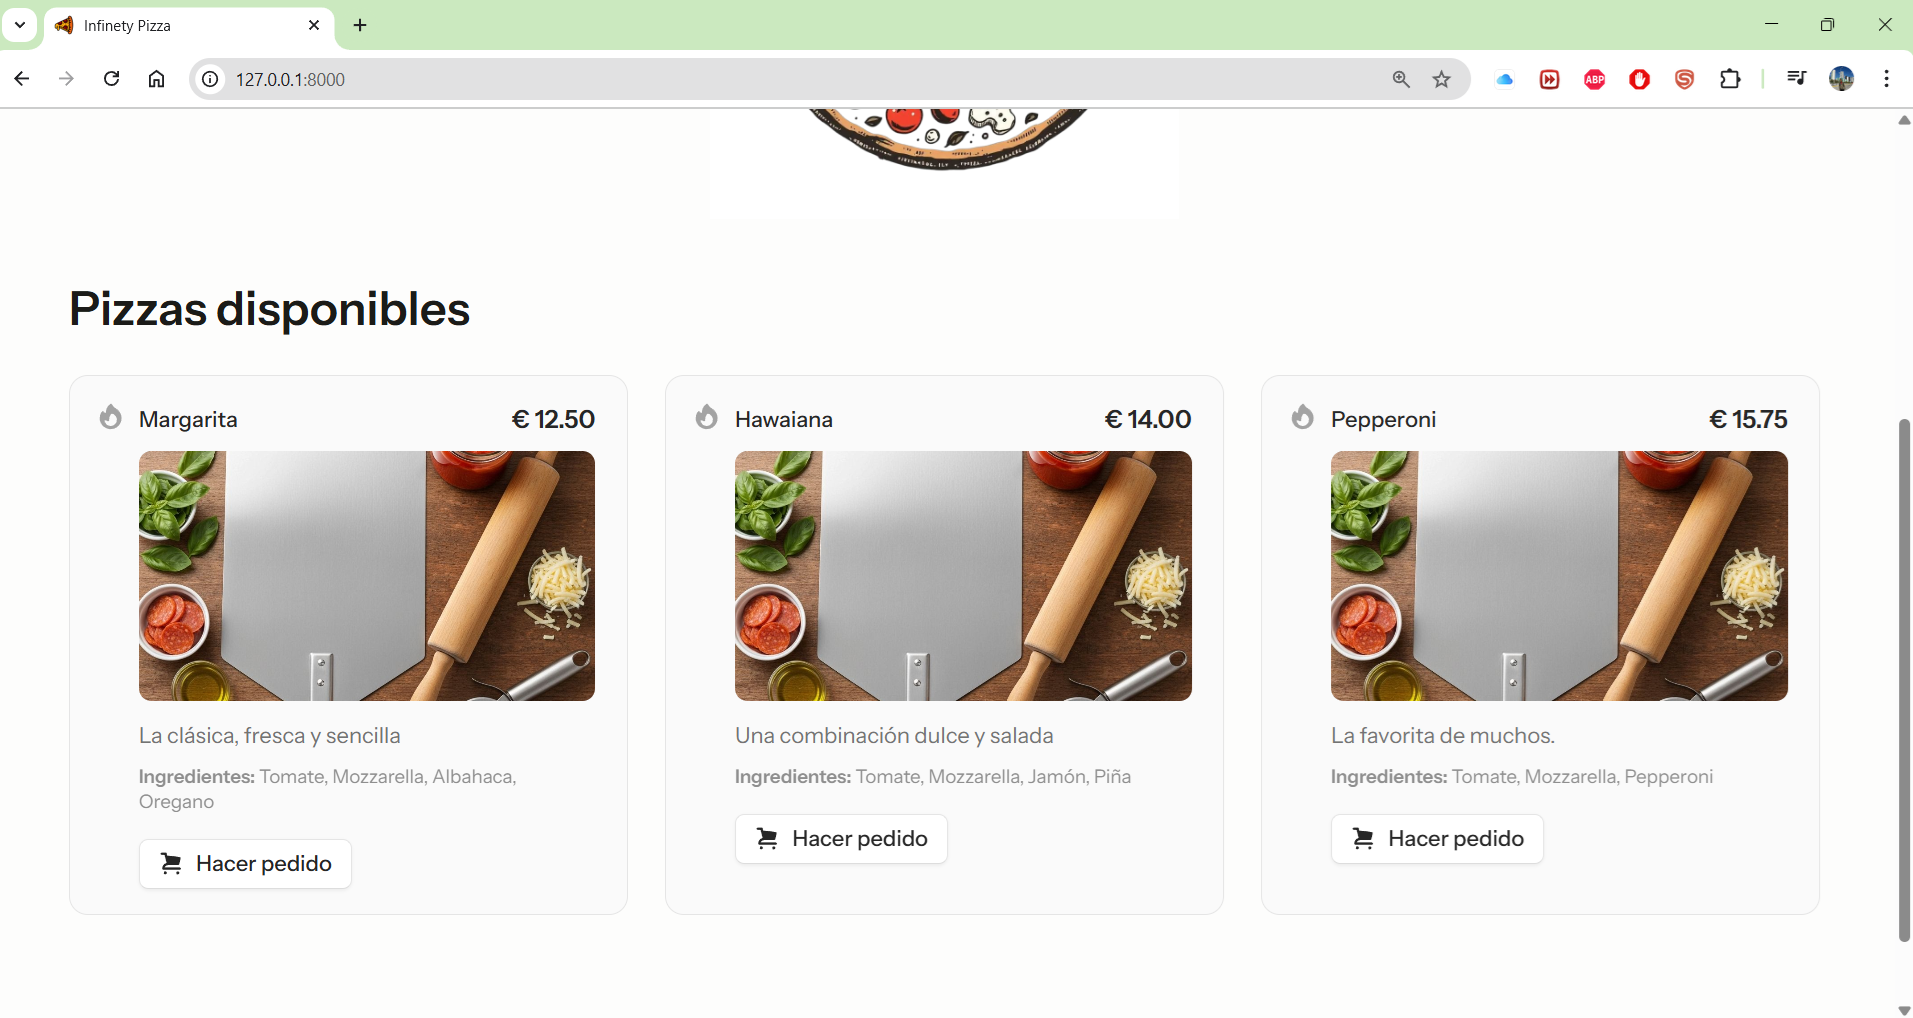 Infinety Pizza
127.0.0.1:8000
ABP
Pizzas disponibles
Margarita
€ 12.50
La clásica, fresca y sencilla
Ingredientes: Tomate, Mozzarella, Albahaca,
Oregano
Hacer pedido
Hawaiana
€ 14.00
Una combinación dulce y salada
Ingredientes: Tomate, Mozzarella, Jamón, Piña
Hacer pedido
Pepperoni
€ 15.75
La favorita de muchos.
Ingredientes: Tomate, Mozzarella, Pepperoni
Hacer pedido